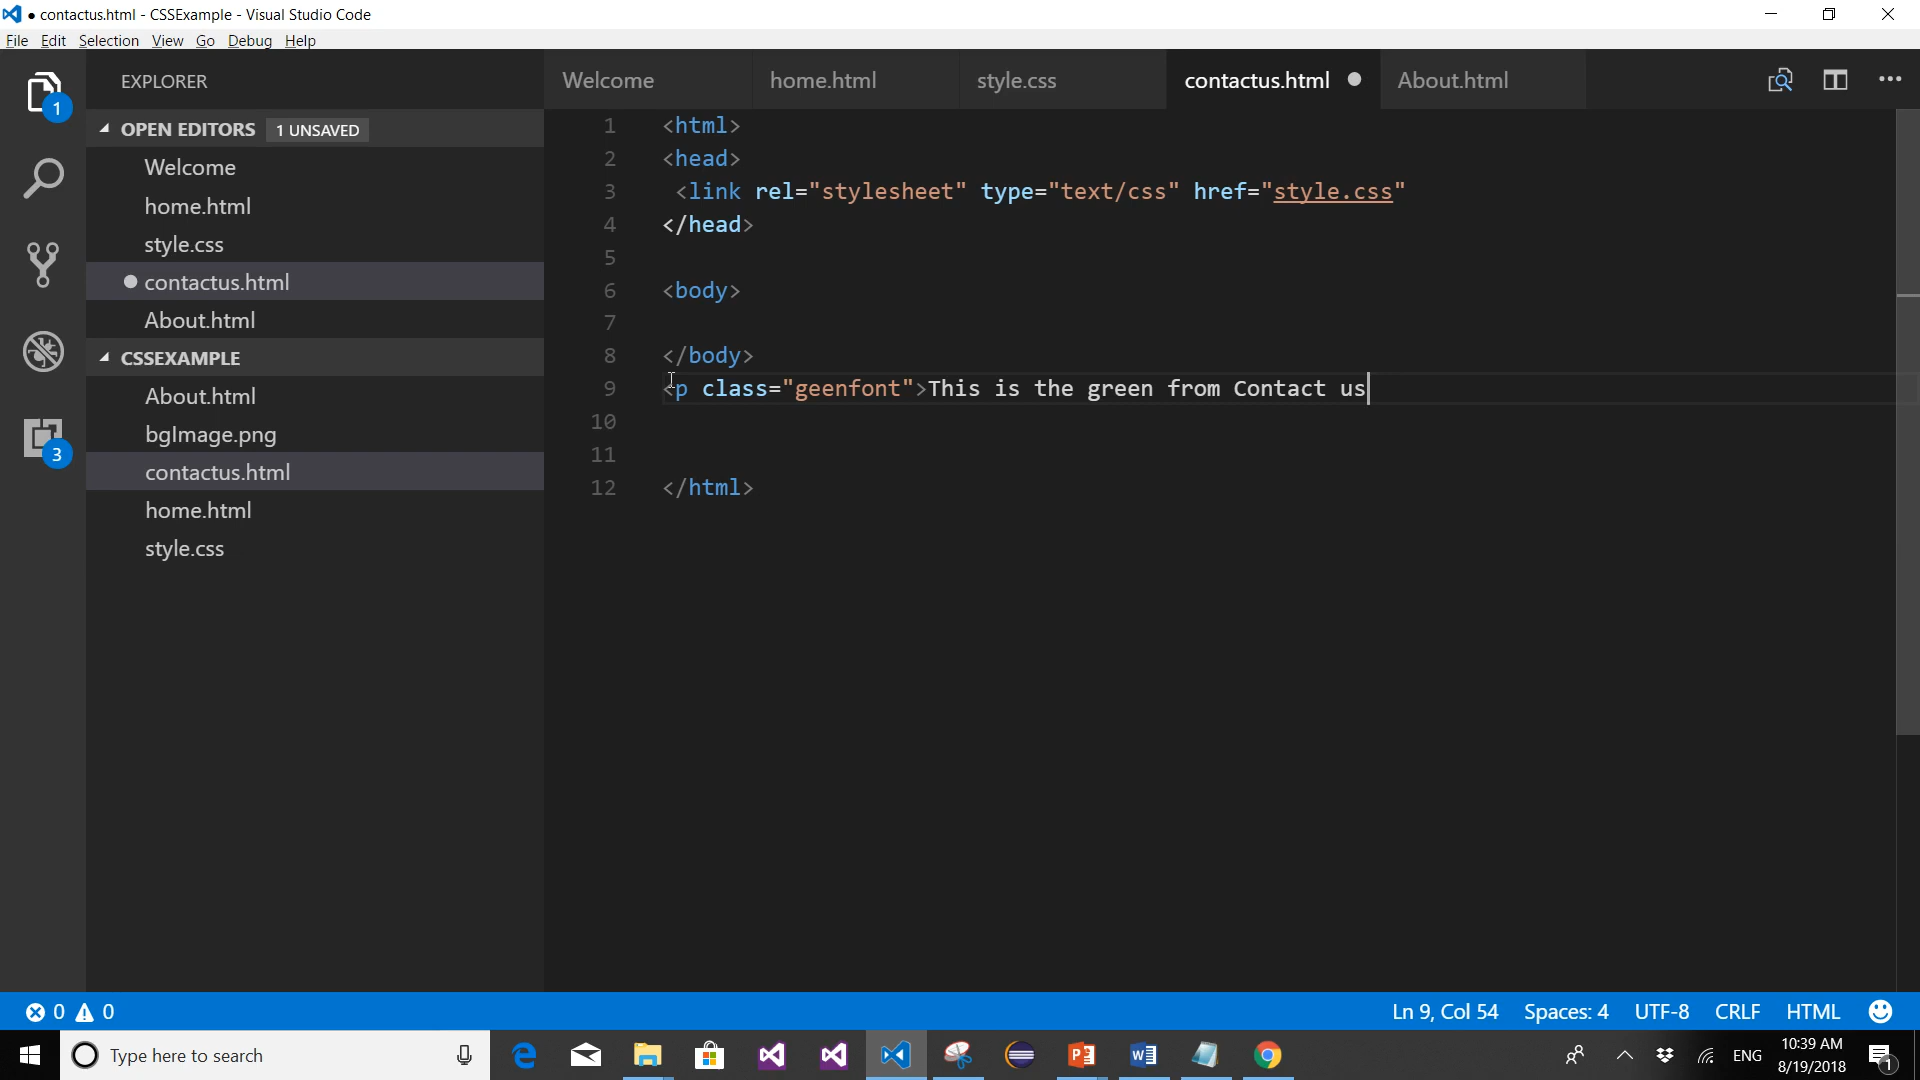 ● contactus.html - CSSExample - Visual Studio Code
File Edit Selection View Go Debug Help
EXPLORER
Welcome home.html style.css contactus.html ● About.html
1
OPEN EDITORS 1 UNSAVED
Welcome
home.html
style.css
● contactus.html
About.html
CSSEXAMPLE
About.html
bgImage.png
contactus.html
home.html
style.css
3
1 <html>
2 <head>
3 <link rel="stylesheet" type="text/css" href="style.css"
4 </head>
5
6 <body>
7
8 </body>
9 <p class="geenfont">This is the green from Contact us
10
11
12 </html>
0 0 Ln 9, Col 54 Spaces: 4 UTF-8 CRLF HTML
Type here to search
ENG
10:39 AM
8/19/2018
1